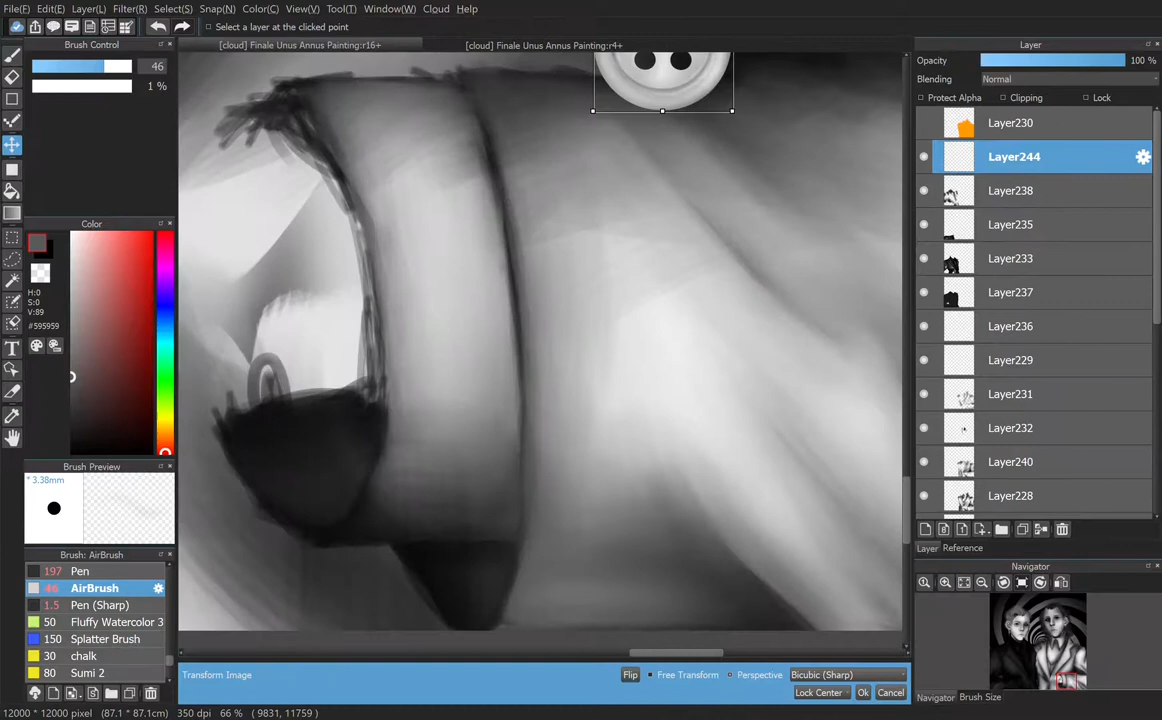 File(F) Edit(E) Layer(L) Filter(R) Select(S) Snap(N) Color(C) View(V) Tool(T) Window(W) Cloud Help
Select a layer at the clicked point
Brush Control
[cloud] Finale Unus Annus Painting:r16+
[cloud] Finale Unus Annus Painting:r4+
Layer
46
1 %
Opacity 100 %
Blending Normal
Protect Alpha Clipping Lock
Layer230
Layer244
Layer238
Layer235
Layer233
Layer237
Layer236
Layer229
Layer231
Layer232
Layer240
Layer228
Color
H:0
S:0
V:89
#595959
Brush Preview
* 3.38mm
Brush: AirBrush
197 Pen
46 AirBrush
1.5 Pen (Sharp)
50 Fluffy Watercolor 3
150 Splatter Brush
30 chalk
80 Sumi 2
Layer Reference
Navigator
Navigator Brush Size
Transform Image
Flip Free Transform Perspective Bicubic (Sharp)
Lock Center Ok Cancel
12000 * 12000 pixel (87.1 * 87.1cm) 350 dpi 66 % ( 9831, 11759 )